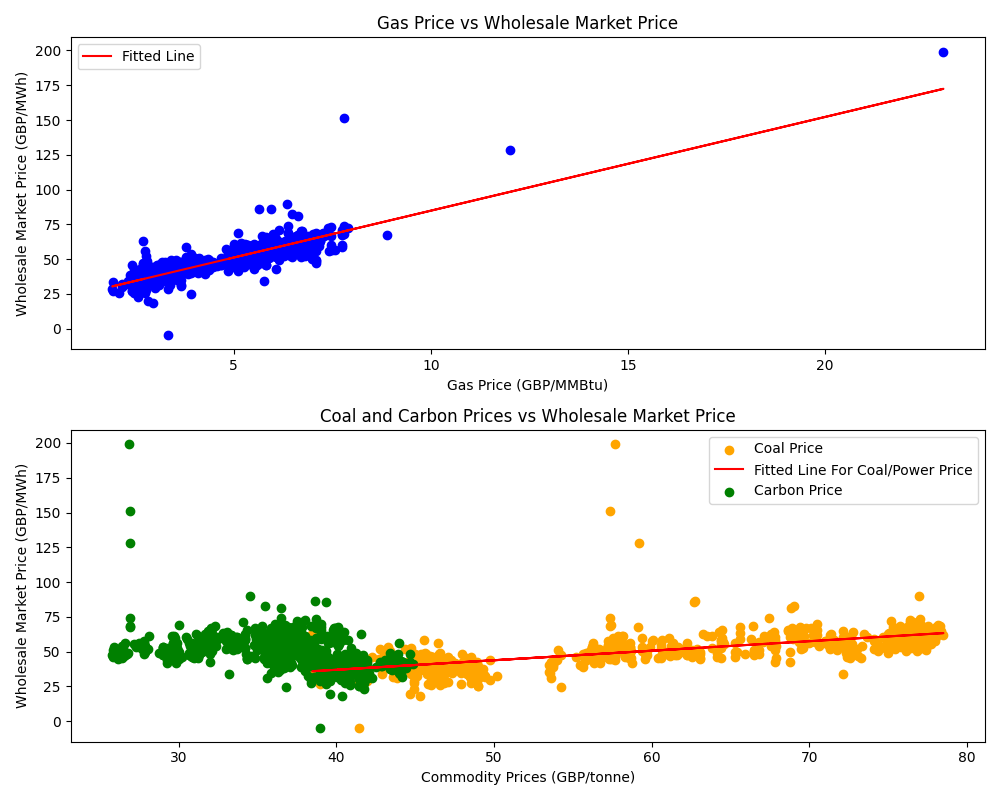 Gas Price vs Wholesale Market Price
Fitted Line
Wholesale Market Price (GBP/MWh)
200
175
150
125
100
75
50
25
0
5
10
15
20
Gas Price (GBP/MMBtu)
Coal and Carbon Prices vs Wholesale Market Price
Coal Price
Fitted Line For Coal/Power Price
Carbon Price
Wholesale Market Price (GBP/MWh)
200
175
150
125
100
75
50
25
0
30
40
50
60
70
80
Commodity Prices (GBP/tonne)